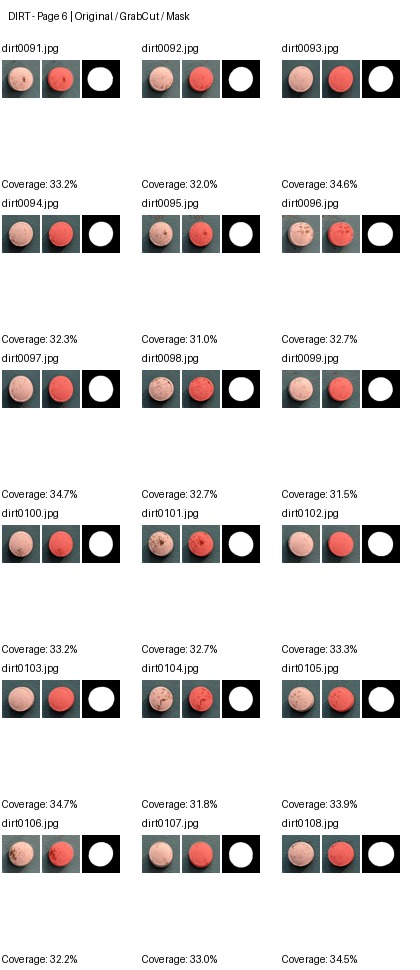 DIRT - Page 6 | Original / GrabCut / Mask
dirt0091.jpg dirt0092.jpg dirt0093.jpg
Coverage: 33.2% Coverage: 32.0% Coverage: 34.6%
dirt0094.jpg dirt0095.jpg dirt0096.jpg
Coverage: 32.3% Coverage: 31.0% Coverage: 32.7%
dirt0097.jpg dirt0098.jpg dirt0099.jpg
Coverage: 34.7% Coverage: 32.7% Coverage: 31.5%
dirt0100.jpg dirt0101.jpg dirt0102.jpg
Coverage: 33.2% Coverage: 32.7% Coverage: 33.3%
dirt0103.jpg dirt0104.jpg dirt0105.jpg
Coverage: 34.7% Coverage: 31.8% Coverage: 33.9%
dirt0106.jpg dirt0107.jpg dirt0108.jpg
Coverage: 32.2% Coverage: 33.0% Coverage: 34.5%